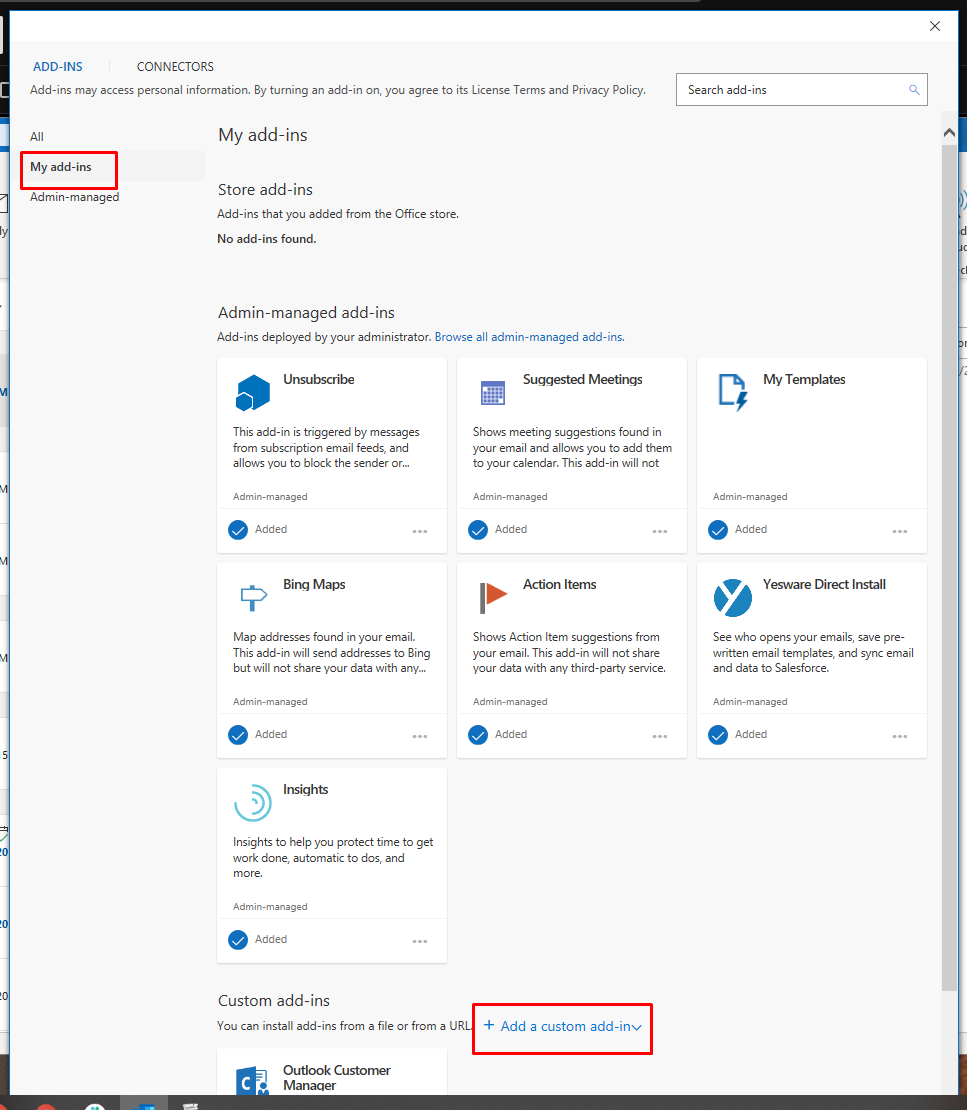 ADD-INS
CONNECTORS
Add-ins may access personal information. By turning an add-in on, you agree to its License Terms and Privacy Policy.
Search add-ins
All
My add-ins
Admin-managed
My add-ins
Store add-ins
Add-ins that you added from the Office store.
No add-ins found.
Admin-managed add-ins
Add-ins deployed by your administrator. Browse all admin-managed add-ins.
Unsubscribe
This add-in is triggered by messages
from subscription email feeds, and
allows you to block the sender or...
Admin-managed
Added
Suggested Meetings
Shows meeting suggestions found in
your email and allows you to add them
to your calendar. This add-in will not
Admin-managed
Added
My Templates
Admin-managed
Added
Bing Maps
Map addresses found in your email.
This add-in will send addresses to Bing
but will not share your data with any...
Admin-managed
Added
Action Items
Shows Action Item suggestions from
your email. This add-in will not share
your data with any third-party service.
Admin-managed
Added
Yesware Direct Install
See who opens your emails, save pre-
written email templates, and sync email
and data to Salesforce.
Admin-managed
Added
Insights
Insights to help you protect time to get
work done, automatic to dos, and
more.
Admin-managed
Added
Custom add-ins
You can install add-ins from a file or from a URL.
+ Add a custom add-in
Outlook Customer
Manager